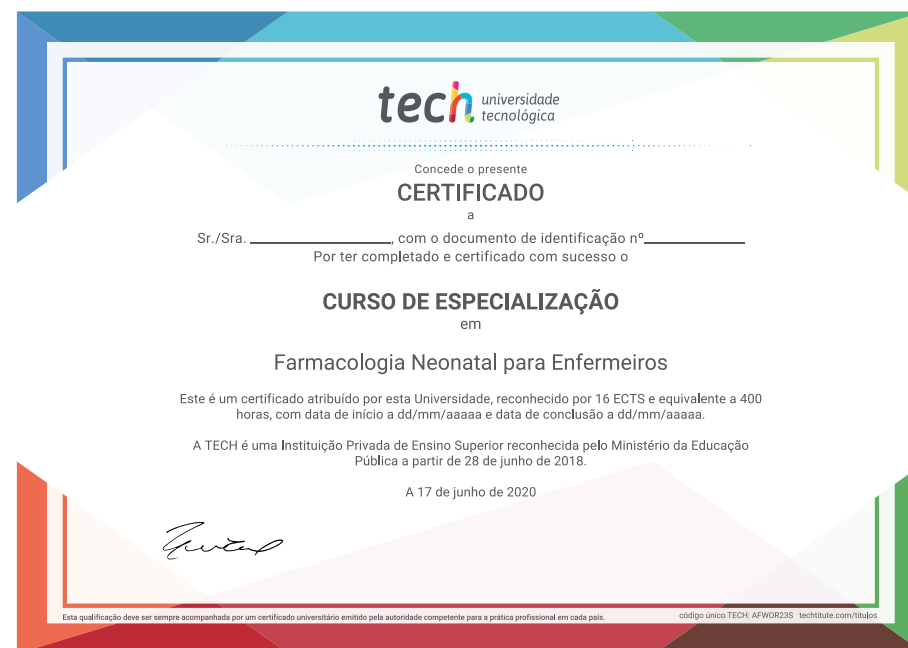 tech universidade
tecnológica
Concede o presente
CERTIFICADO
a
Sr./Sra. ____________________, com o documento de identificação nº______________
Por ter completado e certificado com sucesso o
CURSO DE ESPECIALIZAÇÃO
em
Farmacologia Neonatal para Enfermeiros
Este é um certificado atribuído por esta Universidade, reconhecido por 16 ECTS e equivalente a 400
horas, com data de início a dd/mm/aaaaa e data de conclusão a dd/mm/aaaaa.
A TECH é uma Instituição Privada de Ensino Superior reconhecida pelo Ministério da Educação
Pública a partir de 28 de junho de 2018.
A 17 de junho de 2020
Esta qualificação deve ser sempre acompanhada por um certificado universitário emitido pela autoridade competente para a prática profissional em cada país.
código único TECH: AFWOR23S techtitute.com/titulos